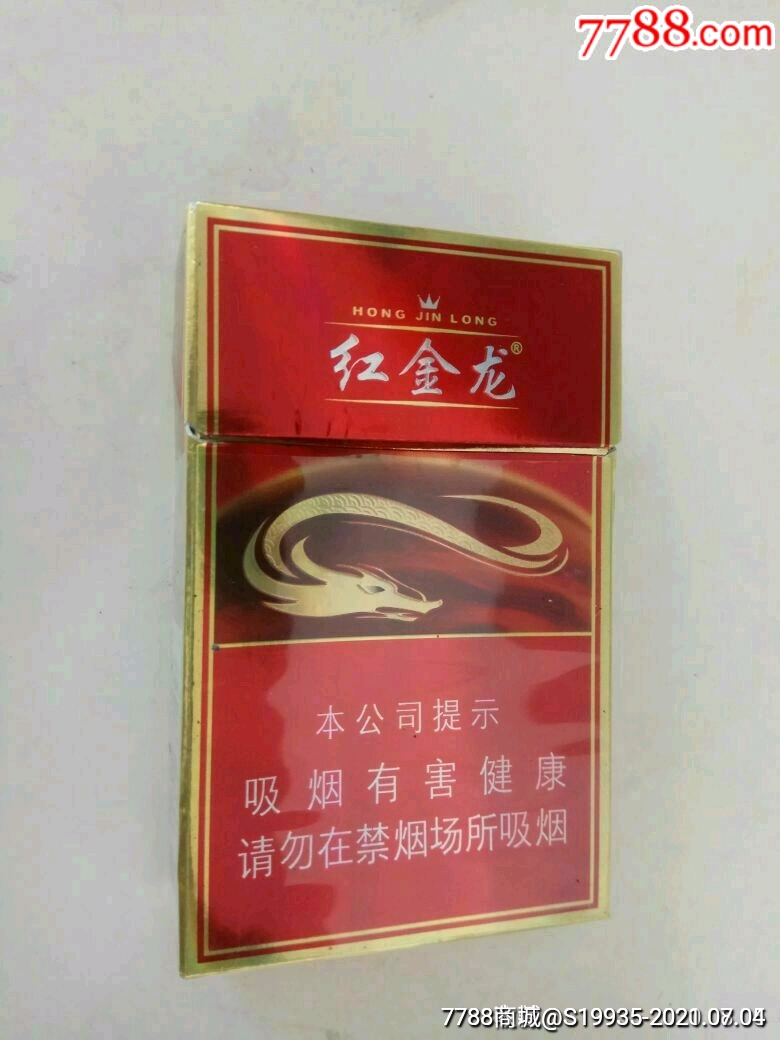 7788.com
HONG JIN LONG
红金龙®
本公司提示
吸烟有害健康
请勿在禁烟场所吸烟
7788商城@S19935-2021.07.04